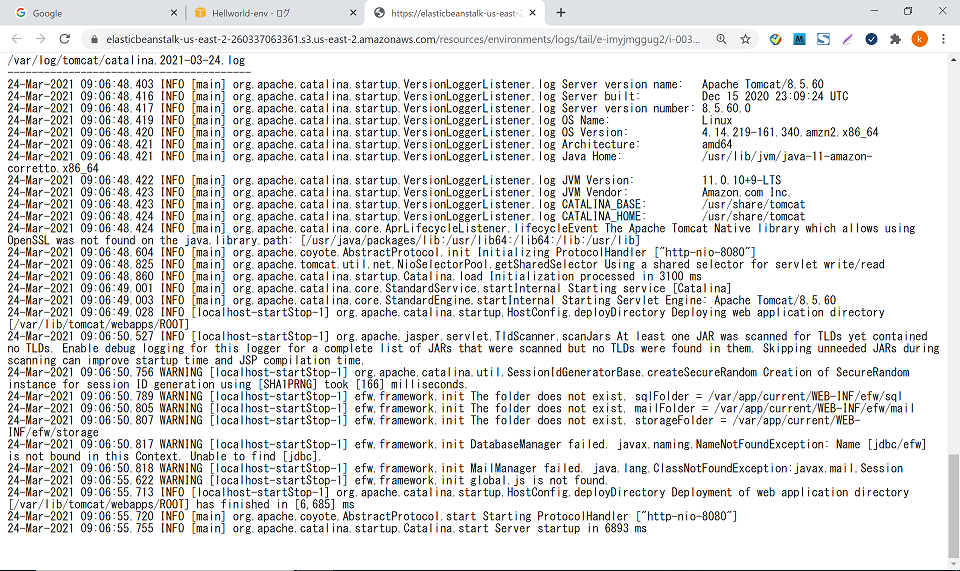 Google
Hellworld-env - ログ
https://elasticbeanstalk-us-east-2
elasticbeanstalk-us-east-2-260337063361.s3.us-east-2.amazonaws.com/resources/environments/logs/tail/e-imyjmggug2/i-003...
k
/var/log/tomcat/catalina.2021-03-24.log
----------------------------------------
24-Mar-2021 09:06:48.403 INFO [main] org.apache.catalina.startup.VersionLoggerListener.log Server version name:   Apache Tomcat/8.5.60
24-Mar-2021 09:06:48.416 INFO [main] org.apache.catalina.startup.VersionLoggerListener.log Server built:          Dec 15 2020 23:09:24 UTC
24-Mar-2021 09:06:48.417 INFO [main] org.apache.catalina.startup.VersionLoggerListener.log Server version number: 8.5.60.0
24-Mar-2021 09:06:48.419 INFO [main] org.apache.catalina.startup.VersionLoggerListener.log OS Name:               Linux
24-Mar-2021 09:06:48.420 INFO [main] org.apache.catalina.startup.VersionLoggerListener.log OS Version:            4.14.219-161.340.amzn2.x86_64
24-Mar-2021 09:06:48.421 INFO [main] org.apache.catalina.startup.VersionLoggerListener.log Architecture:          amd64
24-Mar-2021 09:06:48.421 INFO [main] org.apache.catalina.startup.VersionLoggerListener.log Java Home:             /usr/lib/jvm/java-11-amazon-
corretto.x86_64
24-Mar-2021 09:06:48.422 INFO [main] org.apache.catalina.startup.VersionLoggerListener.log JVM Version:           11.0.10+9-LTS
24-Mar-2021 09:06:48.423 INFO [main] org.apache.catalina.startup.VersionLoggerListener.log JVM Vendor:            Amazon.com Inc.
24-Mar-2021 09:06:48.423 INFO [main] org.apache.catalina.startup.VersionLoggerListener.log CATALINA_BASE:         /usr/share/tomcat
24-Mar-2021 09:06:48.424 INFO [main] org.apache.catalina.startup.VersionLoggerListener.log CATALINA_HOME:         /usr/share/tomcat
24-Mar-2021 09:06:48.424 INFO [main] org.apache.catalina.core.AprLifecycleListener.lifecycleEvent The Apache Tomcat Native library which allows using
OpenSSL was not found on the java.library.path: [/usr/java/packages/lib:/usr/lib64:/lib64:/lib:/usr/lib]
24-Mar-2021 09:06:48.604 INFO [main] org.apache.coyote.AbstractProtocol.init Initializing ProtocolHandler ["http-nio-8080"]
24-Mar-2021 09:06:48.825 INFO [main] org.apache.tomcat.util.net.NioSelectorPool.getSharedSelector Using a shared selector for servlet write/read
24-Mar-2021 09:06:48.860 INFO [main] org.apache.catalina.startup.Catalina.load Initialization processed in 3100 ms
24-Mar-2021 09:06:49.001 INFO [main] org.apache.catalina.core.StandardService.startInternal Starting service [Catalina]
24-Mar-2021 09:06:49.003 INFO [main] org.apache.catalina.core.StandardEngine.startInternal Starting Servlet Engine: Apache Tomcat/8.5.60
24-Mar-2021 09:06:49.028 INFO [localhost-startStop-1] org.apache.catalina.startup.HostConfig.deployDirectory Deploying web application directory
[/var/lib/tomcat/webapps/ROOT]
24-Mar-2021 09:06:50.527 INFO [localhost-startStop-1] org.apache.jasper.servlet.TldScanner.scanJars At least one JAR was scanned for TLDs yet contained
no TLDs. Enable debug logging for this logger for a complete list of JARs that were scanned but no TLDs were found in them. Skipping unneeded JARs during
scanning can improve startup time and JSP compilation time.
24-Mar-2021 09:06:50.756 WARNING [localhost-startStop-1] org.apache.catalina.util.SessionIdGeneratorBase.createSecureRandom Creation of SecureRandom
instance for session ID generation using [SHA1PRNG] took [166] milliseconds.
24-Mar-2021 09:06:50.789 WARNING [localhost-startStop-1] efw.framework.init The folder does not exist. sqlFolder = /var/app/current/WEB-INF/efw/sql
24-Mar-2021 09:06:50.805 WARNING [localhost-startStop-1] efw.framework.init The folder does not exist. mailFolder = /var/app/current/WEB-INF/efw/mail
24-Mar-2021 09:06:50.807 WARNING [localhost-startStop-1] efw.framework.init The folder does not exist. storageFolder = /var/app/current/WEB-
INF/efw/storage
24-Mar-2021 09:06:50.817 WARNING [localhost-startStop-1] efw.framework.init DatabaseManager failed. javax.naming.NameNotFoundException: Name [jdbc/efw]
is not bound in this Context. Unable to find [jdbc].
24-Mar-2021 09:06:50.818 WARNING [localhost-startStop-1] efw.framework.init MailManager failed. java.lang.ClassNotFoundException:javax.mail.Session
24-Mar-2021 09:06:55.622 WARNING [localhost-startStop-1] efw.framework.init global.js is not found.
24-Mar-2021 09:06:55.713 INFO [localhost-startStop-1] org.apache.catalina.startup.HostConfig.deployDirectory Deployment of web application directory
[/var/lib/tomcat/webapps/ROOT] has finished in [6,685] ms
24-Mar-2021 09:06:55.720 INFO [main] org.apache.coyote.AbstractProtocol.start Starting ProtocolHandler ["http-nio-8080"]
24-Mar-2021 09:06:55.755 INFO [main] org.apache.catalina.startup.Catalina.start Server startup in 6893 ms